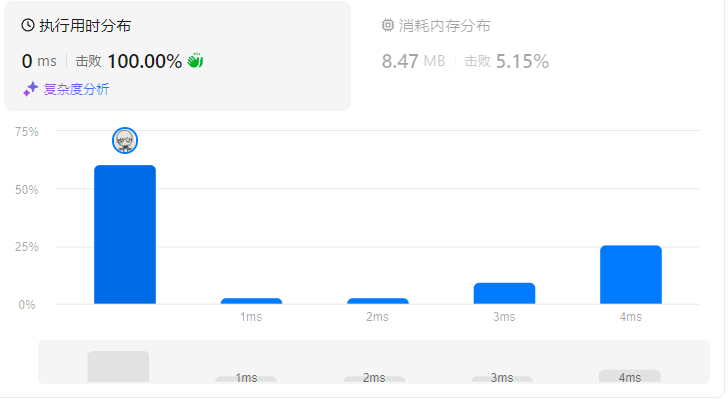 执行用时分布
消耗内存分布
0 ms 击败 100.00%
8.47 MB 击败 5.15%
复杂度分析
75%
50%
25%
0%
1ms 2ms 3ms 4ms
1ms 2ms 3ms 4ms